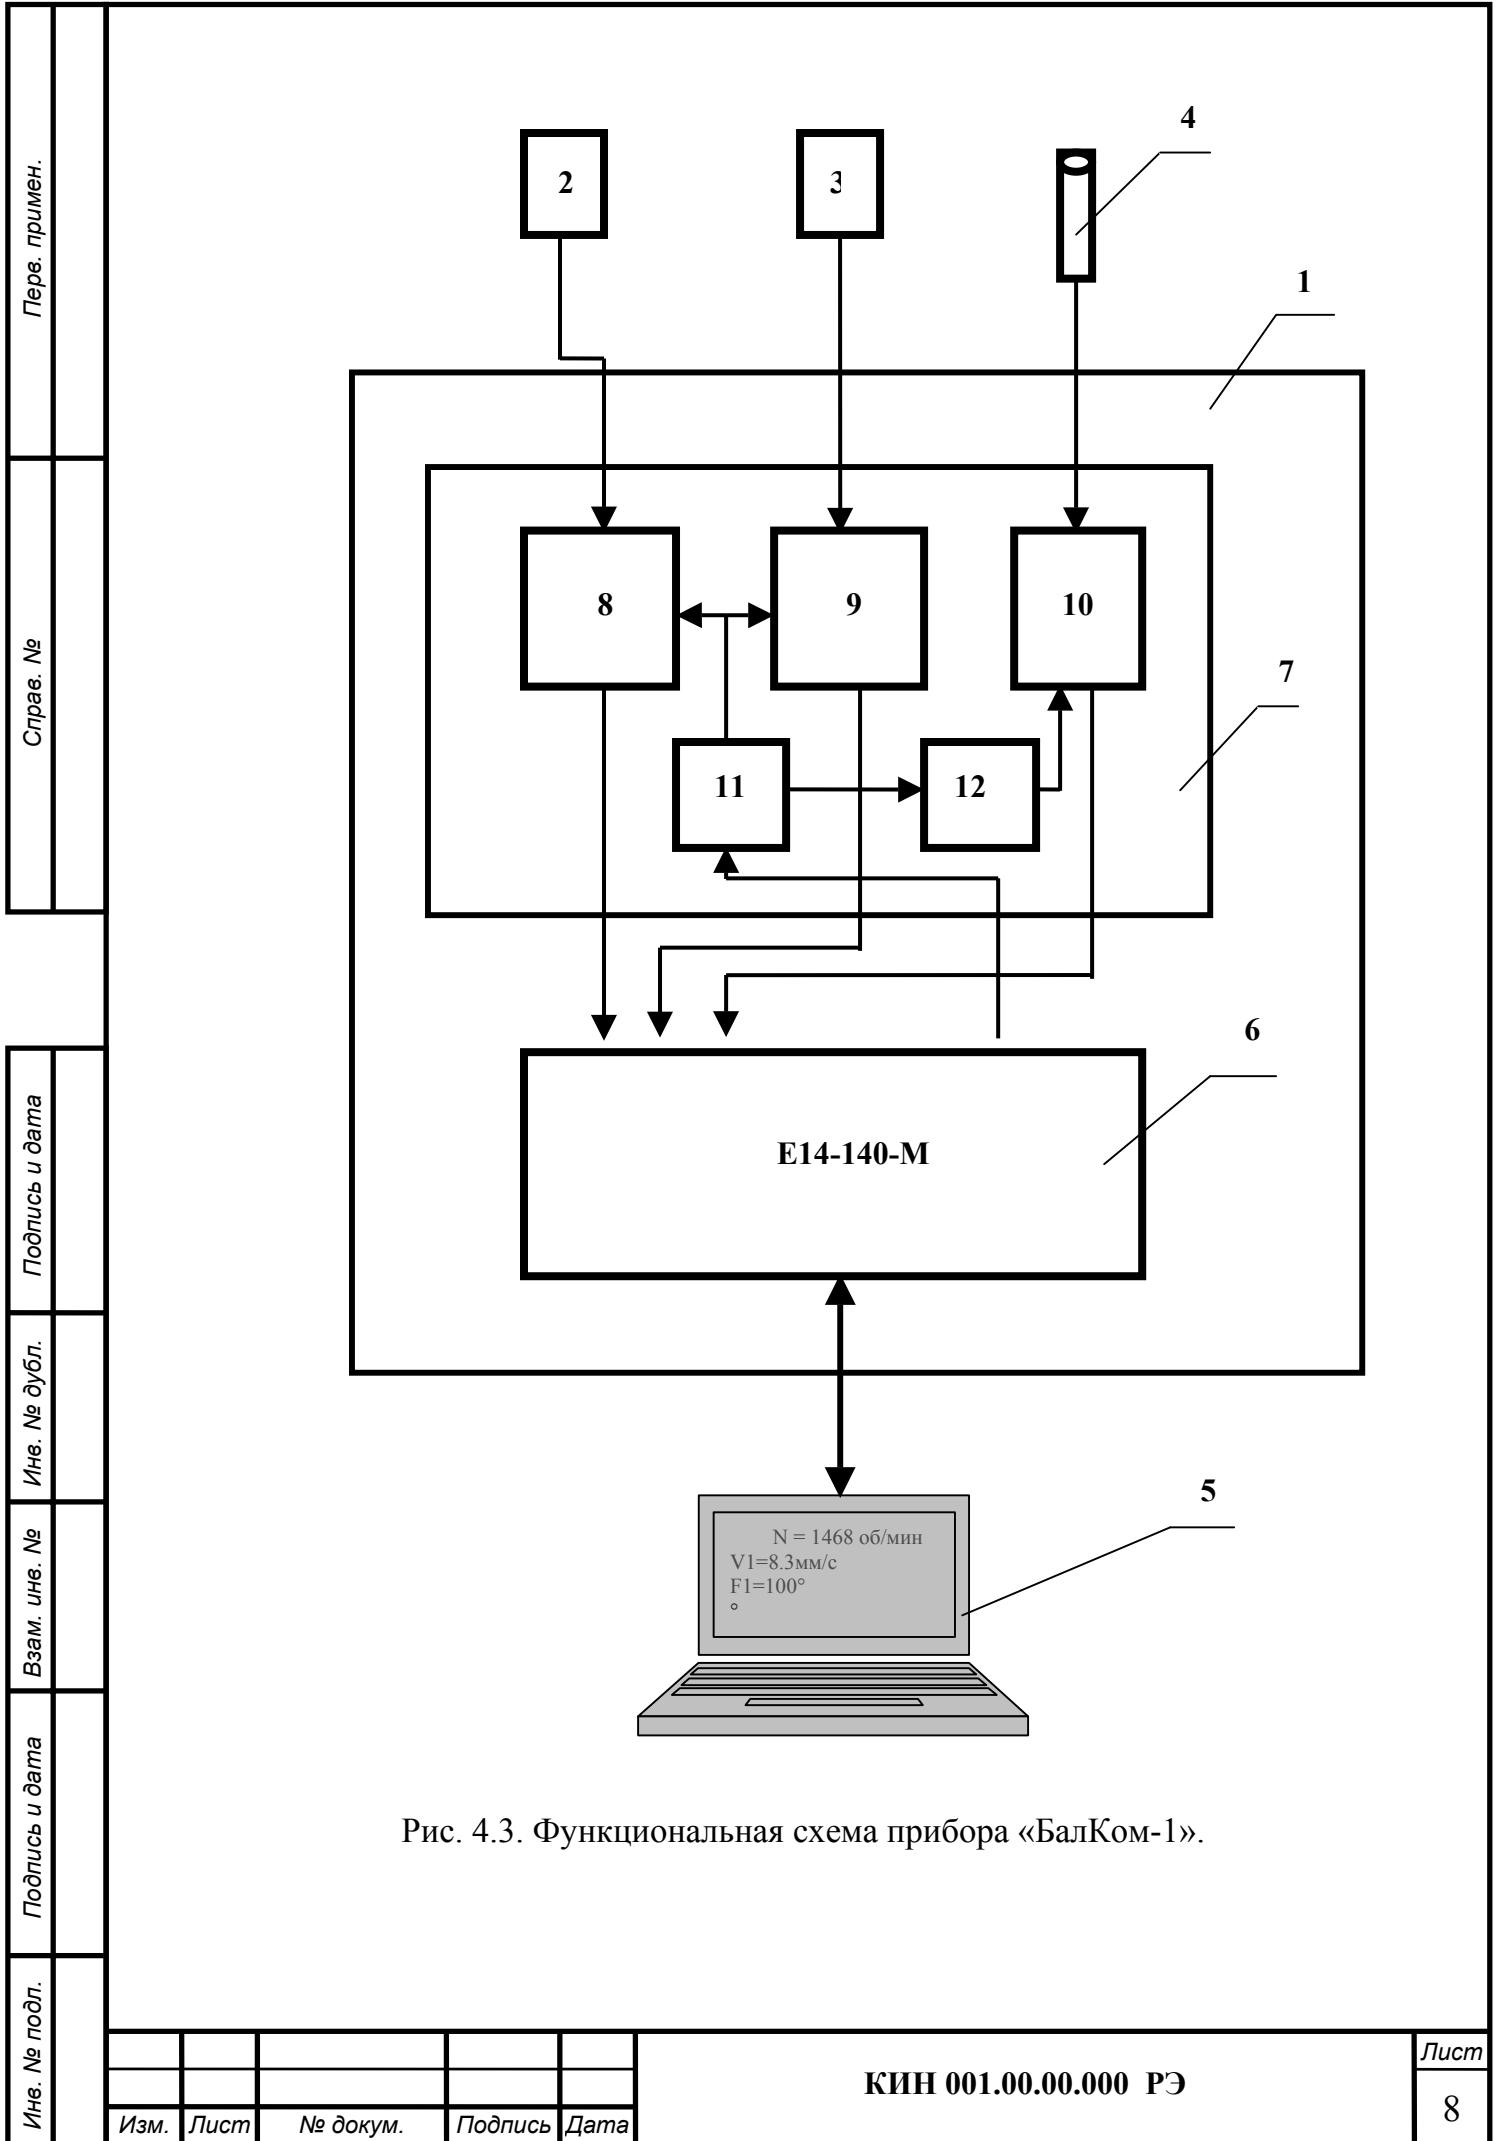 4
2
3
1
8
9
10
7
11
12
6
E14-140-M
5
N = 1468 об/мин
V1=8.3мм/с
F1=100°
°
Рис. 4.3. Функциональная схема прибора «БалКом-1».
Перв. примен.
Справ. №
Подпись и дата
Инв. № дубл.
Взам. инв. №
Подпись и дата
Инв. № подл.
Изм. Лист № докум. Подпись Дата
КИН 001.00.00.000 РЭ
Лист
8